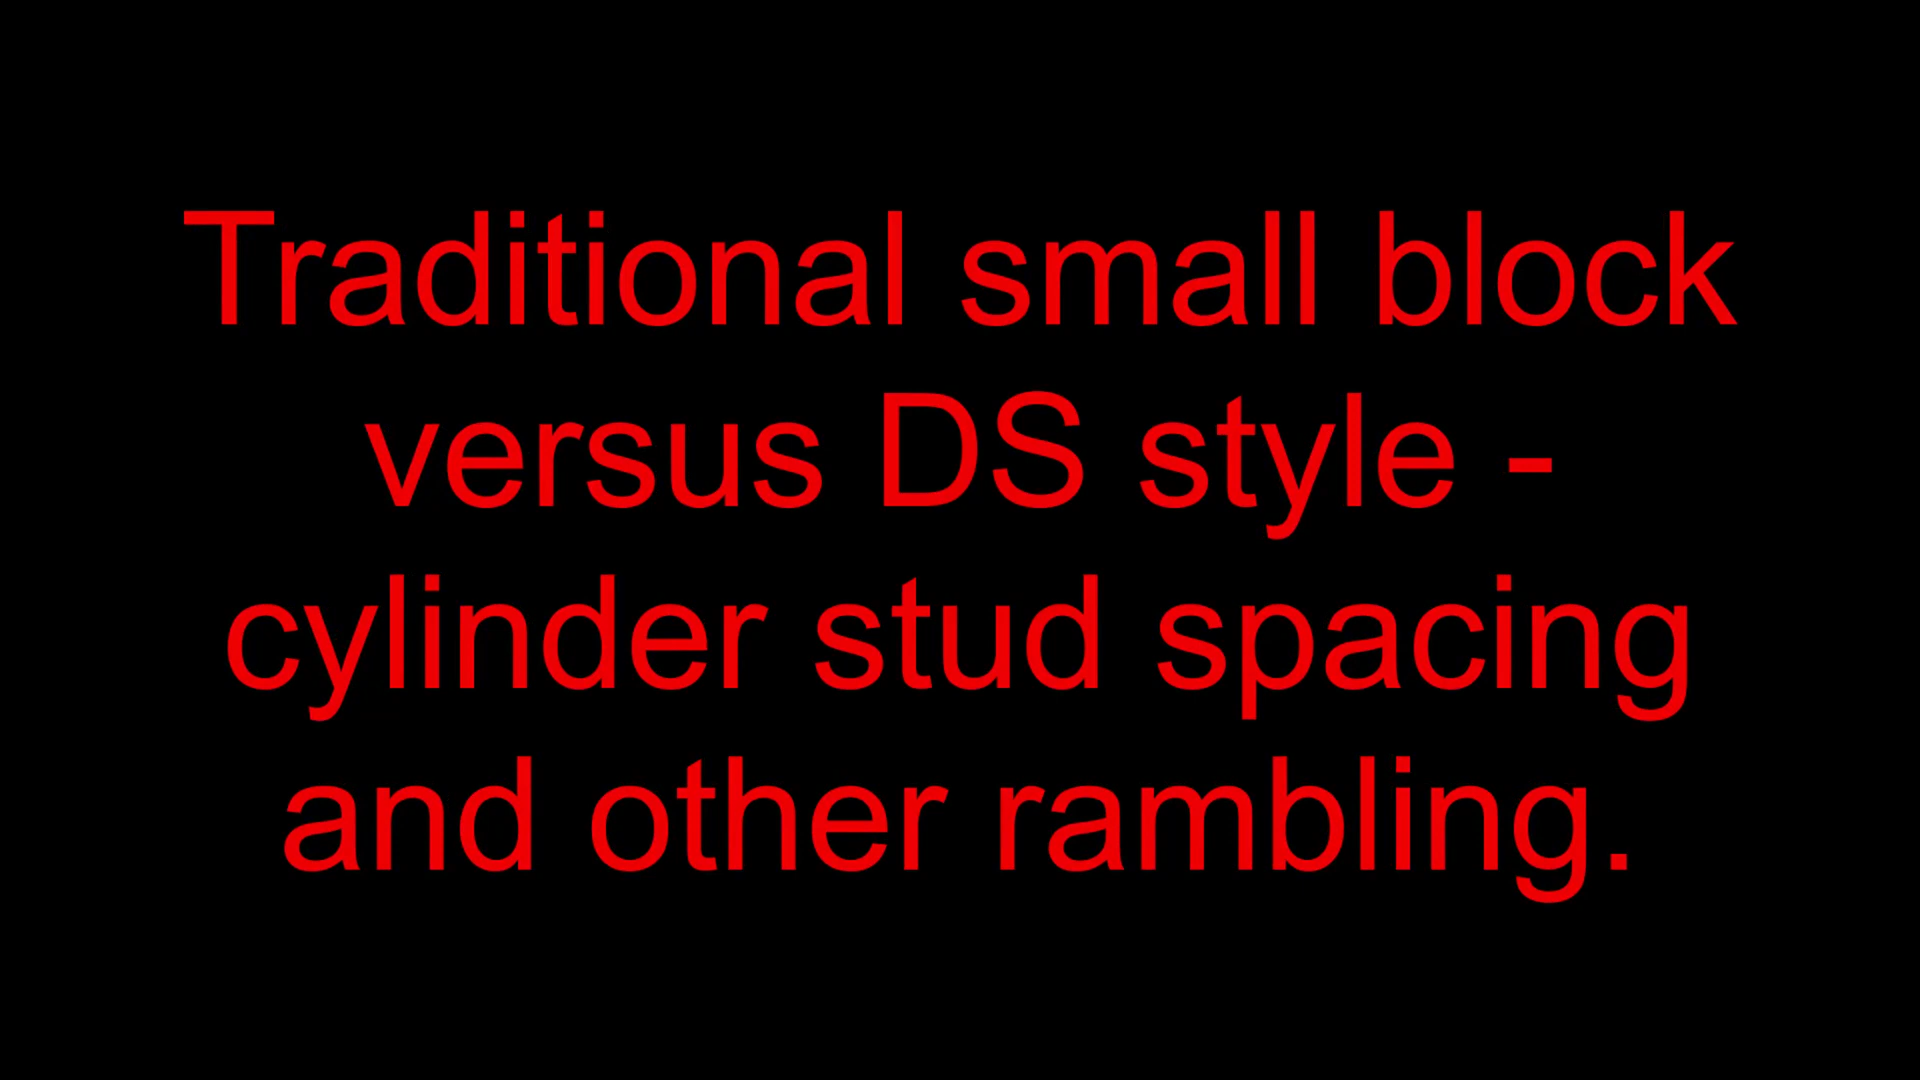 Traditional small block
versus DS style -
cylinder stud spacing
and other rambling.